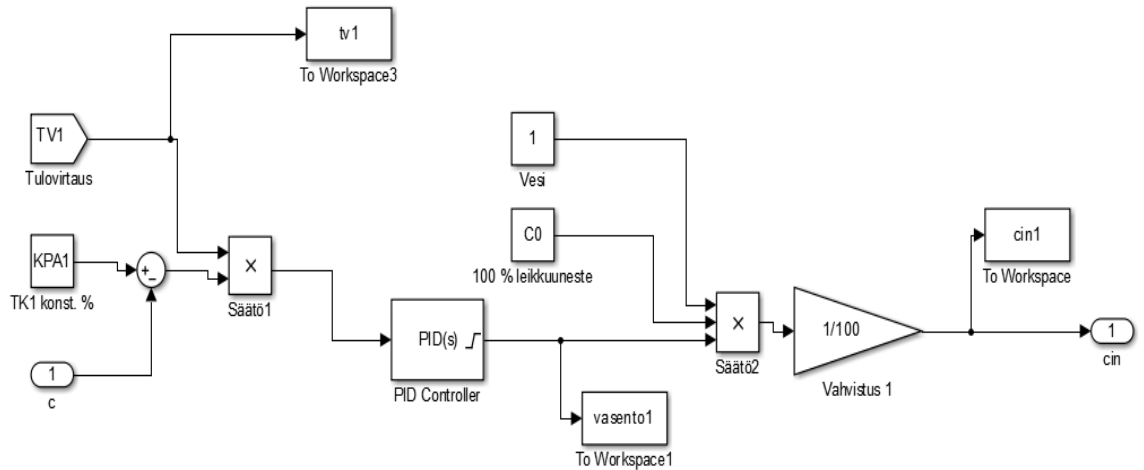 tv1
To Workspace3
TV1
Tulovirtaus
1
Vesi
KPA1
TK1 konst. %
+
−
×
Säätö1
C0
100 % leikkuuneste
cin1
To Workspace
PID(s)
PID Controller
×
Säätö2
1/100
Vahvistus 1
1
cin
1
c
vasento1
To Workspace1